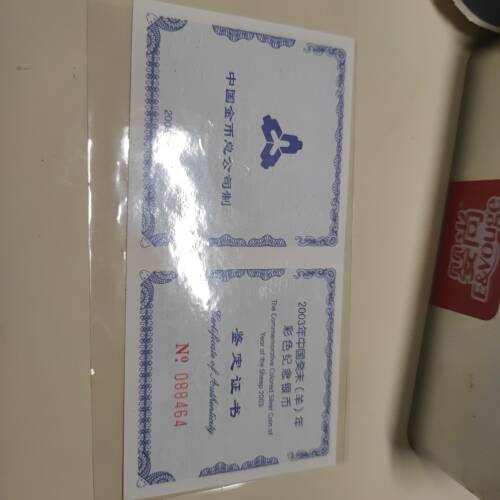 中国金币总公司制
200
2003年中国癸未(羊)年
彩色纪念银币
The Commemorative Colored Silver Coin of
Year of the Sheep 2003
鉴定证书
Certificate of Authenticity
Nº 088464
Favorge